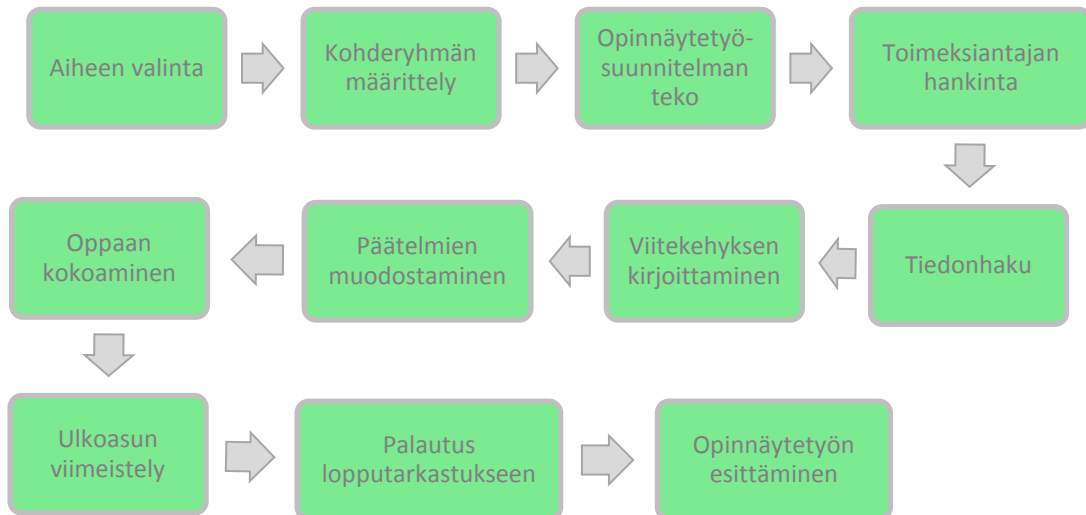 Aiheen valinta
Kohderyhmän
määrittely
Opinnäytetyö-
suunnitelman
teko
Toimeksiantajan
hankinta
Tiedonhaku
Viitekehyksen
kirjoittaminen
Päätelmien
muodostaminen
Oppaan
kokoaminen
Ulkoasun
viimeistely
Palautus
lopputarkastukseen
Opinnäytetyön
esittäminen